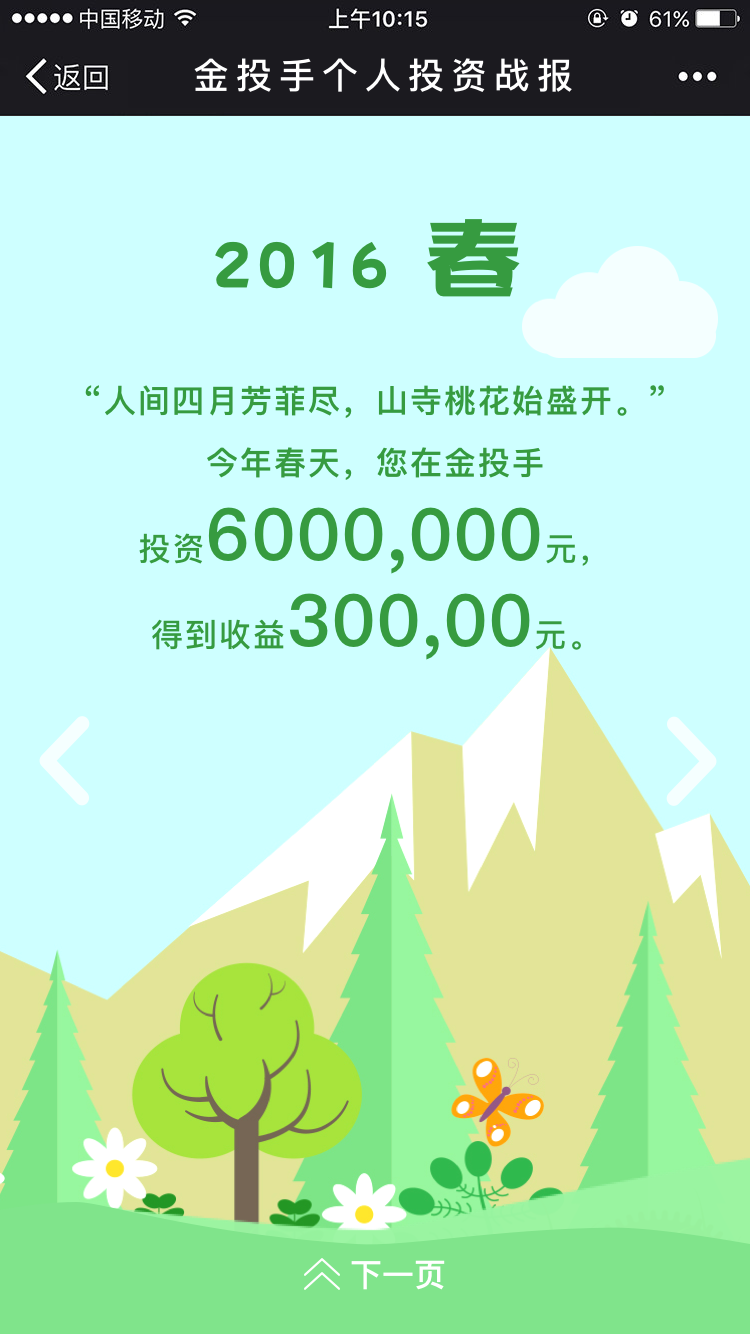 中国移动 上午10:15 61%
返回 金投手个人投资战报
2016 春
“人间四月芳菲尽，山寺桃花始盛开。”
今年春天，您在金投手
投资6000,000元，
得到收益300,00元。
下一页